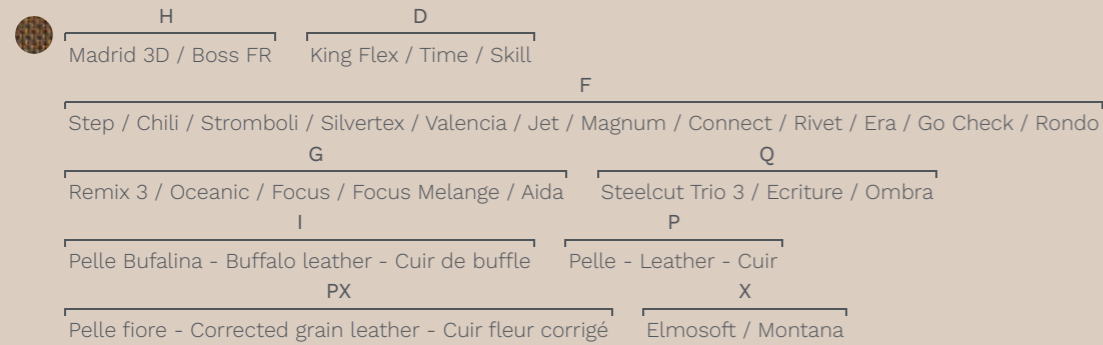 H D
Madrid 3D / Boss FR King Flex / Time / Skill
F
Step / Chili / Stromboli / Silvertex / Valencia / Jet / Magnum / Connect / Rivet / Era / Go Check / Rondo
G Q
Remix 3 / Oceanic / Focus / Focus Melange / Aida Steelcut Trio 3 / Ecriture / Ombra
I P
Pelle Bufalina - Buffalo leather - Cuir de buffle Pelle - Leather - Cuir
PX X
Pelle fiore - Corrected grain leather - Cuir fleur corrigé Elmosoft / Montana